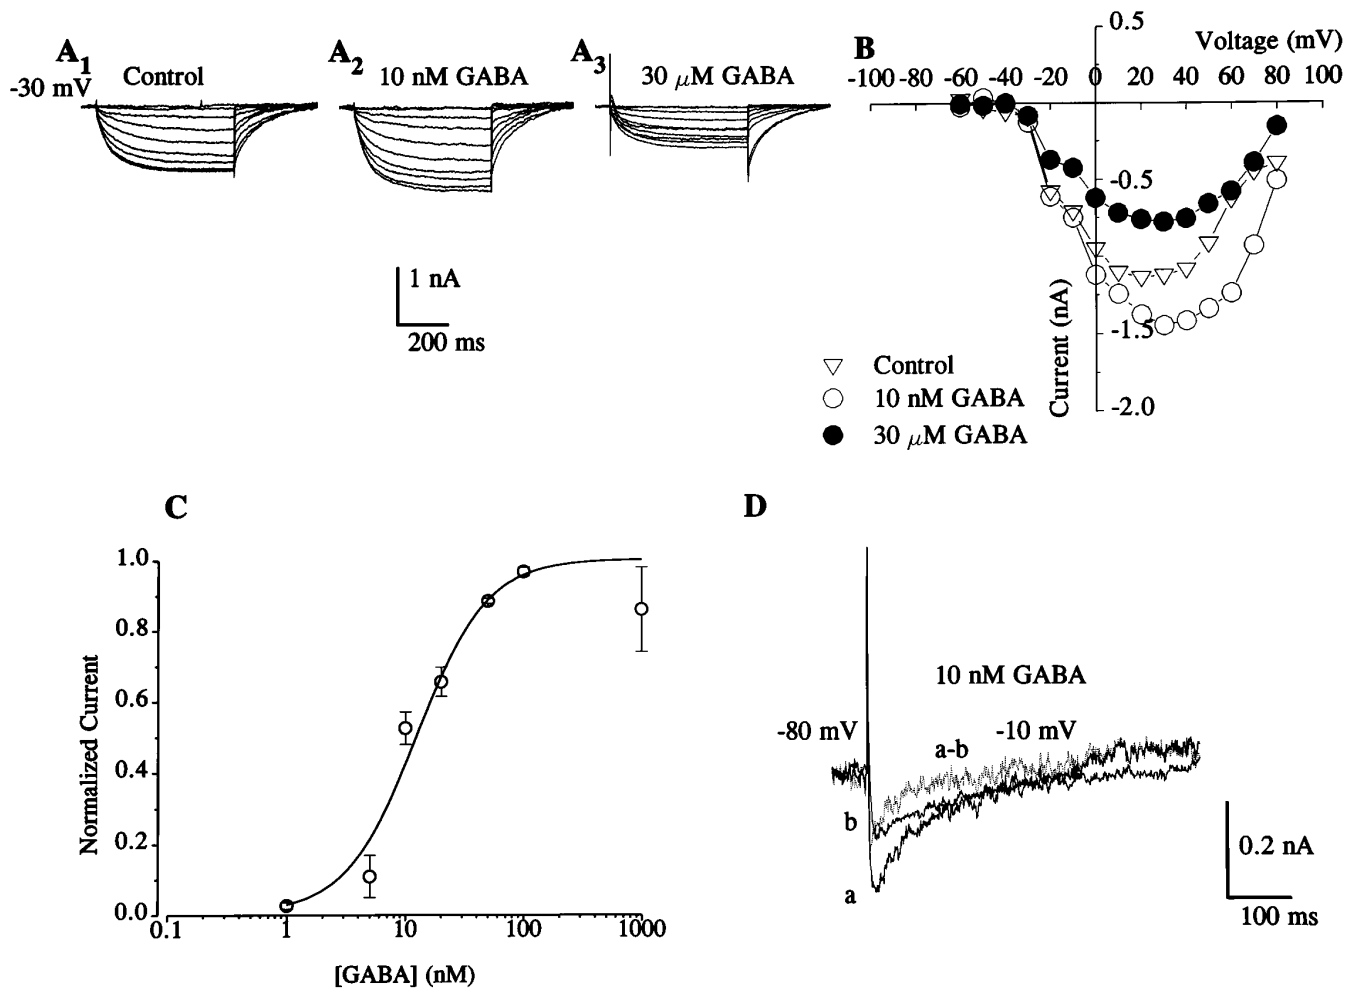 A1 Control
-30 mV
A2 10 nM GABA
A3 30 μM GABA
1 nA
200 ms
B
Voltage (mV)
0.5
-100 -80 -60 -40 -20 0 20 40 60 80 100
-0.5
-1.5
-2.0
Current (nA)
Control
10 nM GABA
30 μM GABA
C
1.0
0.8
0.6
0.4
0.2
0.0
Normalized Current
0.1 1 10 100 1000
[GABA] (nM)
D
10 nM GABA
-80 mV
-10 mV
a-b
b
a
0.2 nA
100 ms